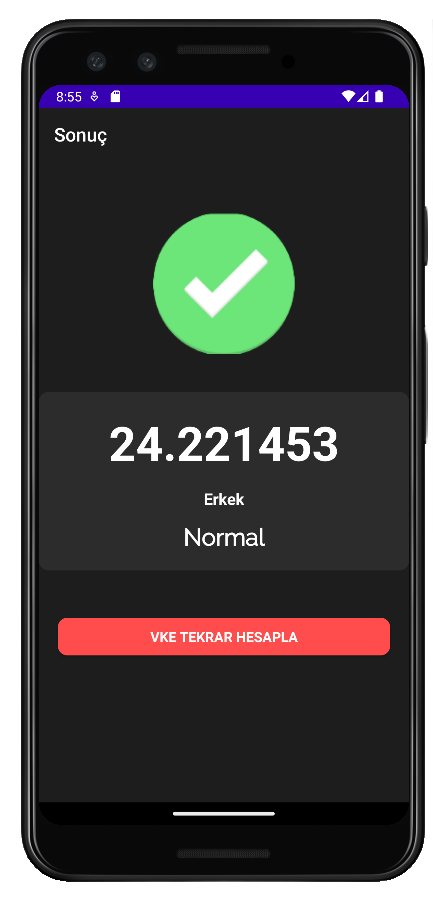 8:55
Sonuç
24.221453
Erkek
Normal
VKE TEKRAR HESAPLA